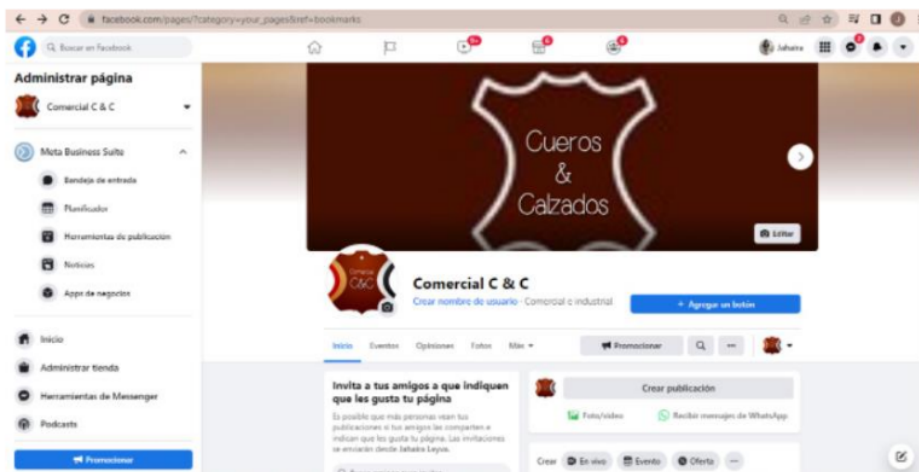 facebook.com/pages/?category=your_pages&ref=bookmarks
Buscar en Facebook
9+
6
6
Jahaira
2
Administrar página
Comercial C & C
Meta Business Suite
Bandeja de entrada
Planificador
Herramientas de publicación
Noticias
Apps de negocios
Inicio
Administrar tienda
Herramientas de Messenger
Podcasts
Promocionar
Cueros
&
Calzados
Editar
Comercial
C&C
Comercial C & C
Crear nombre de usuario · Comercial e industrial
+ Agregar un botón
Inicio Eventos Opiniones Fotos Más
Promocionar
Invita a tus amigos a que indiquen
que les gusta tu página
Es posible que más personas vean tus
publicaciones si tus amigos las comparten e
indican que les gusta tu página. Las invitaciones
se enviarán desde Jahaira Leyva.
Crear publicación
Foto/video Recibir mensajes de WhatsApp
Crear En vivo Evento Oferta